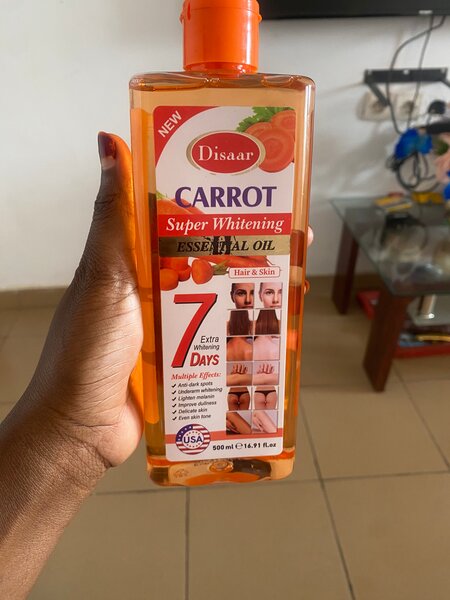 NEW
Disaar
CARROT
Super Whitening
ESSENTIAL OIL
Hair & Skin
7
Extra
Whitening
DAYS
Multiple Effects:
Anti-dark spots
Underarm whitening
Lighten molanin
Improve dullness
Delicate skin
Even skin tone
USA
500 ml ℮ 16.91 fl.oz